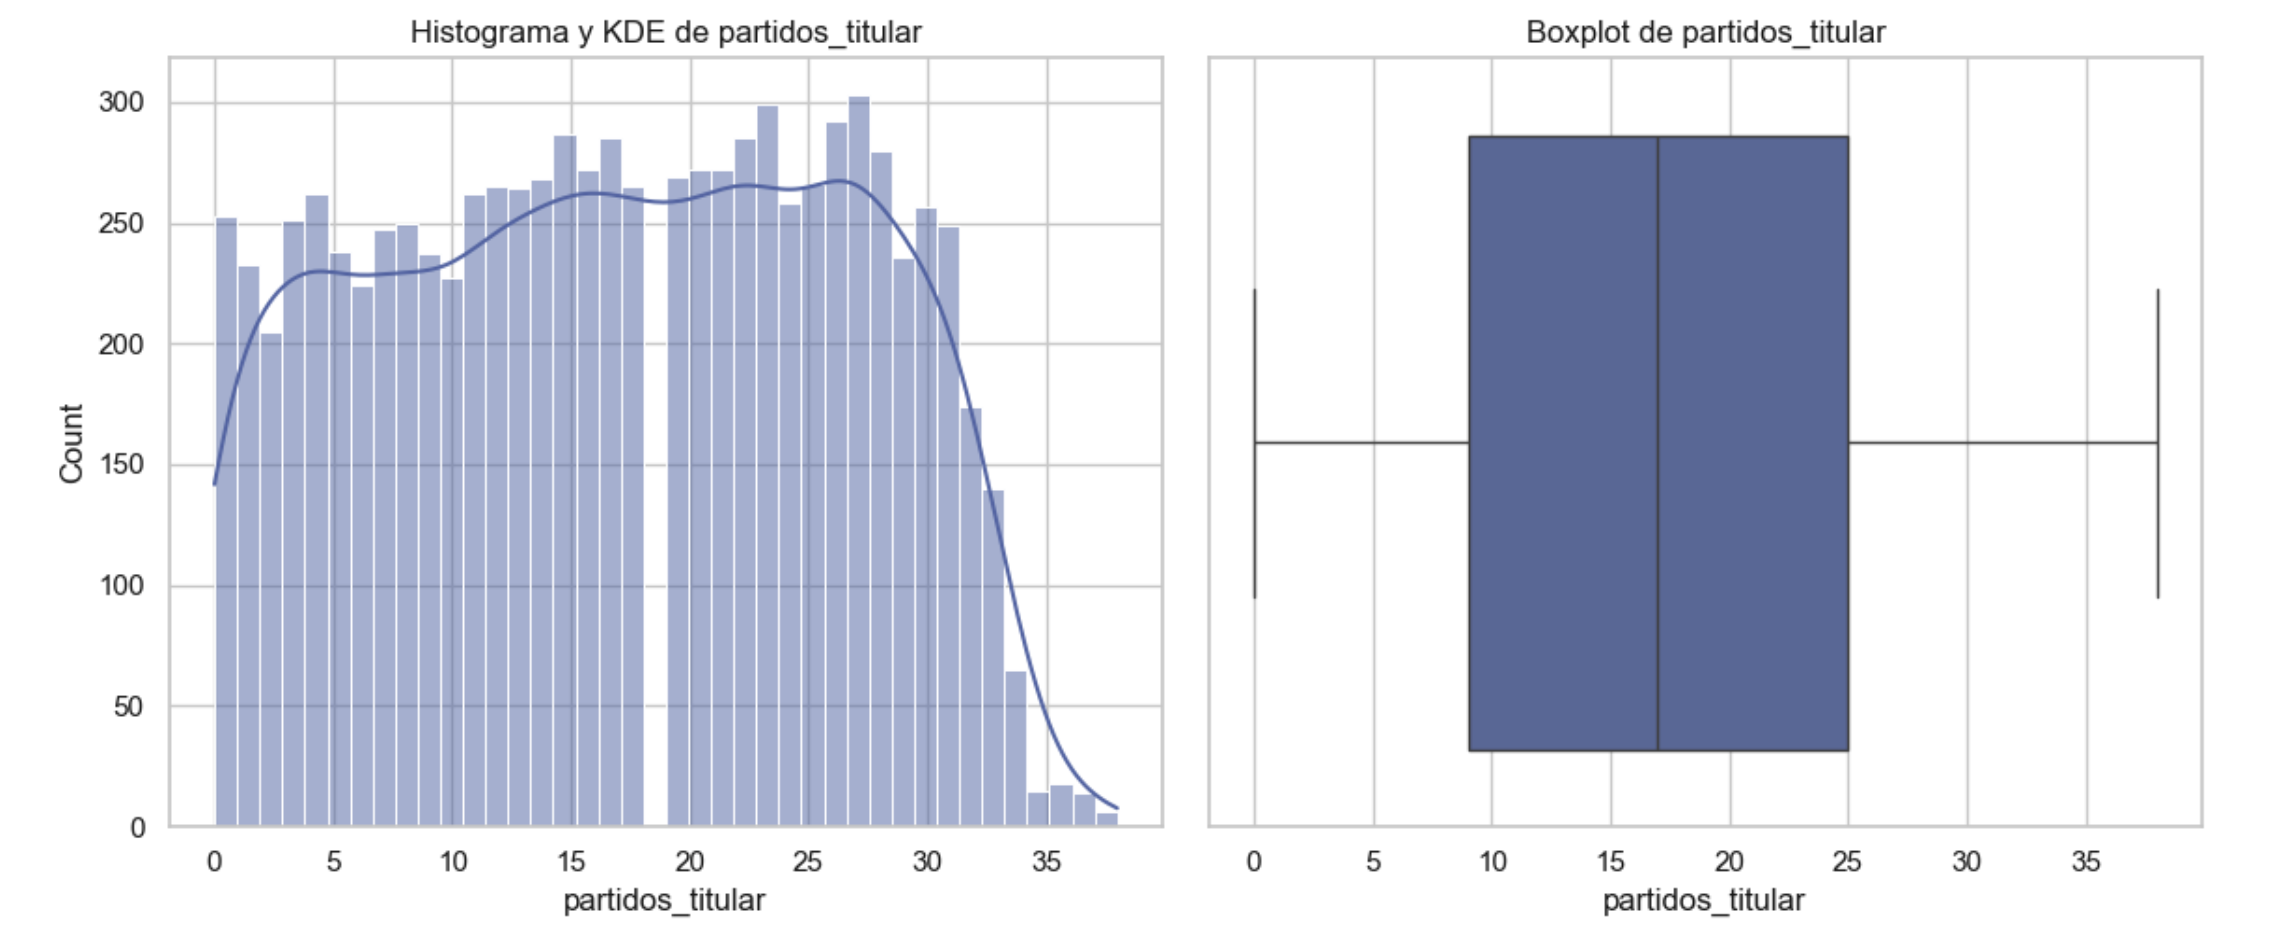 Histograma y KDE de partidos_titular
300
250
200
150
100
50
0
Count
0 5 10 15 20 25 30 35
partidos_titular
Boxplot de partidos_titular
0 5 10 15 20 25 30 35
partidos_titular